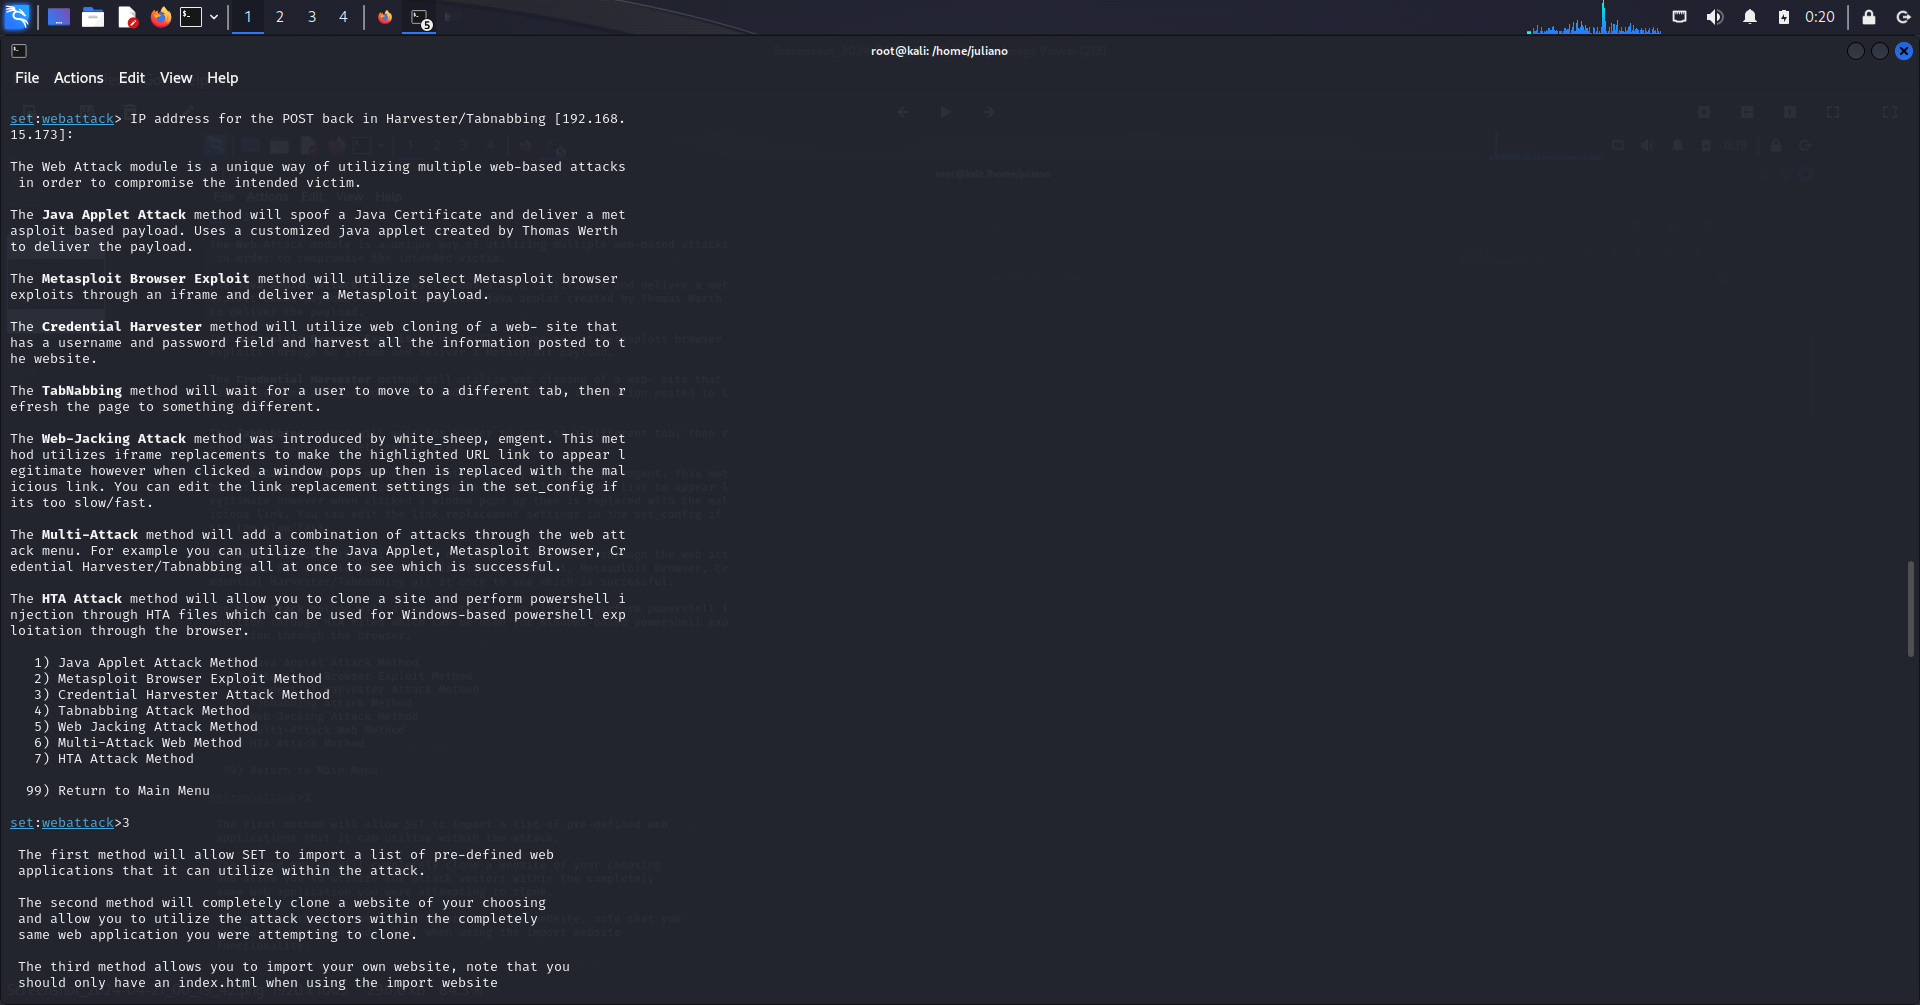 1 2 3 4 5 0:20
root@kali: /home/juliano
File Actions Edit View Help
set:webattack> IP address for the POST back in Harvester/Tabnabbing [192.168.
15.173]:
The Web Attack module is a unique way of utilizing multiple web-based attacks
in order to compromise the intended victim.
The Java Applet Attack method will spoof a Java Certificate and deliver a met
asploit based payload. Uses a customized java applet created by Thomas Werth
to deliver the payload.
The Metasploit Browser Exploit method will utilize select Metasploit browser
exploits through an iframe and deliver a Metasploit payload.
The Credential Harvester method will utilize web cloning of a web- site that
has a username and password field and harvest all the information posted to t
he website.
The TabNabbing method will wait for a user to move to a different tab, then r
efresh the page to something different.
The Web-Jacking Attack method was introduced by white_sheep, emgent. This met
hod utilizes iframe replacements to make the highlighted URL link to appear l
egitimate however when clicked a window pops up then is replaced with the mal
icious link. You can edit the link replacement settings in the set_config if
its too slow/fast.
The Multi-Attack method will add a combination of attacks through the web att
ack menu. For example you can utilize the Java Applet, Metasploit Browser, Cr
edential Harvester/Tabnabbing all at once to see which is successful.
The HTA Attack method will allow you to clone a site and perform powershell i
njection through HTA files which can be used for Windows-based powershell exp
loitation through the browser.
1) Java Applet Attack Method
2) Metasploit Browser Exploit Method
3) Credential Harvester Attack Method
4) Tabnabbing Attack Method
5) Web Jacking Attack Method
6) Multi-Attack Web Method
7) HTA Attack Method
99) Return to Main Menu
set:webattack>3
The first method will allow SET to import a list of pre-defined web
applications that it can utilize within the attack.
The second method will completely clone a website of your choosing
and allow you to utilize the attack vectors within the completely
same web application you were attempting to clone.
The third method allows you to import your own website, note that you
should only have an index.html when using the import website